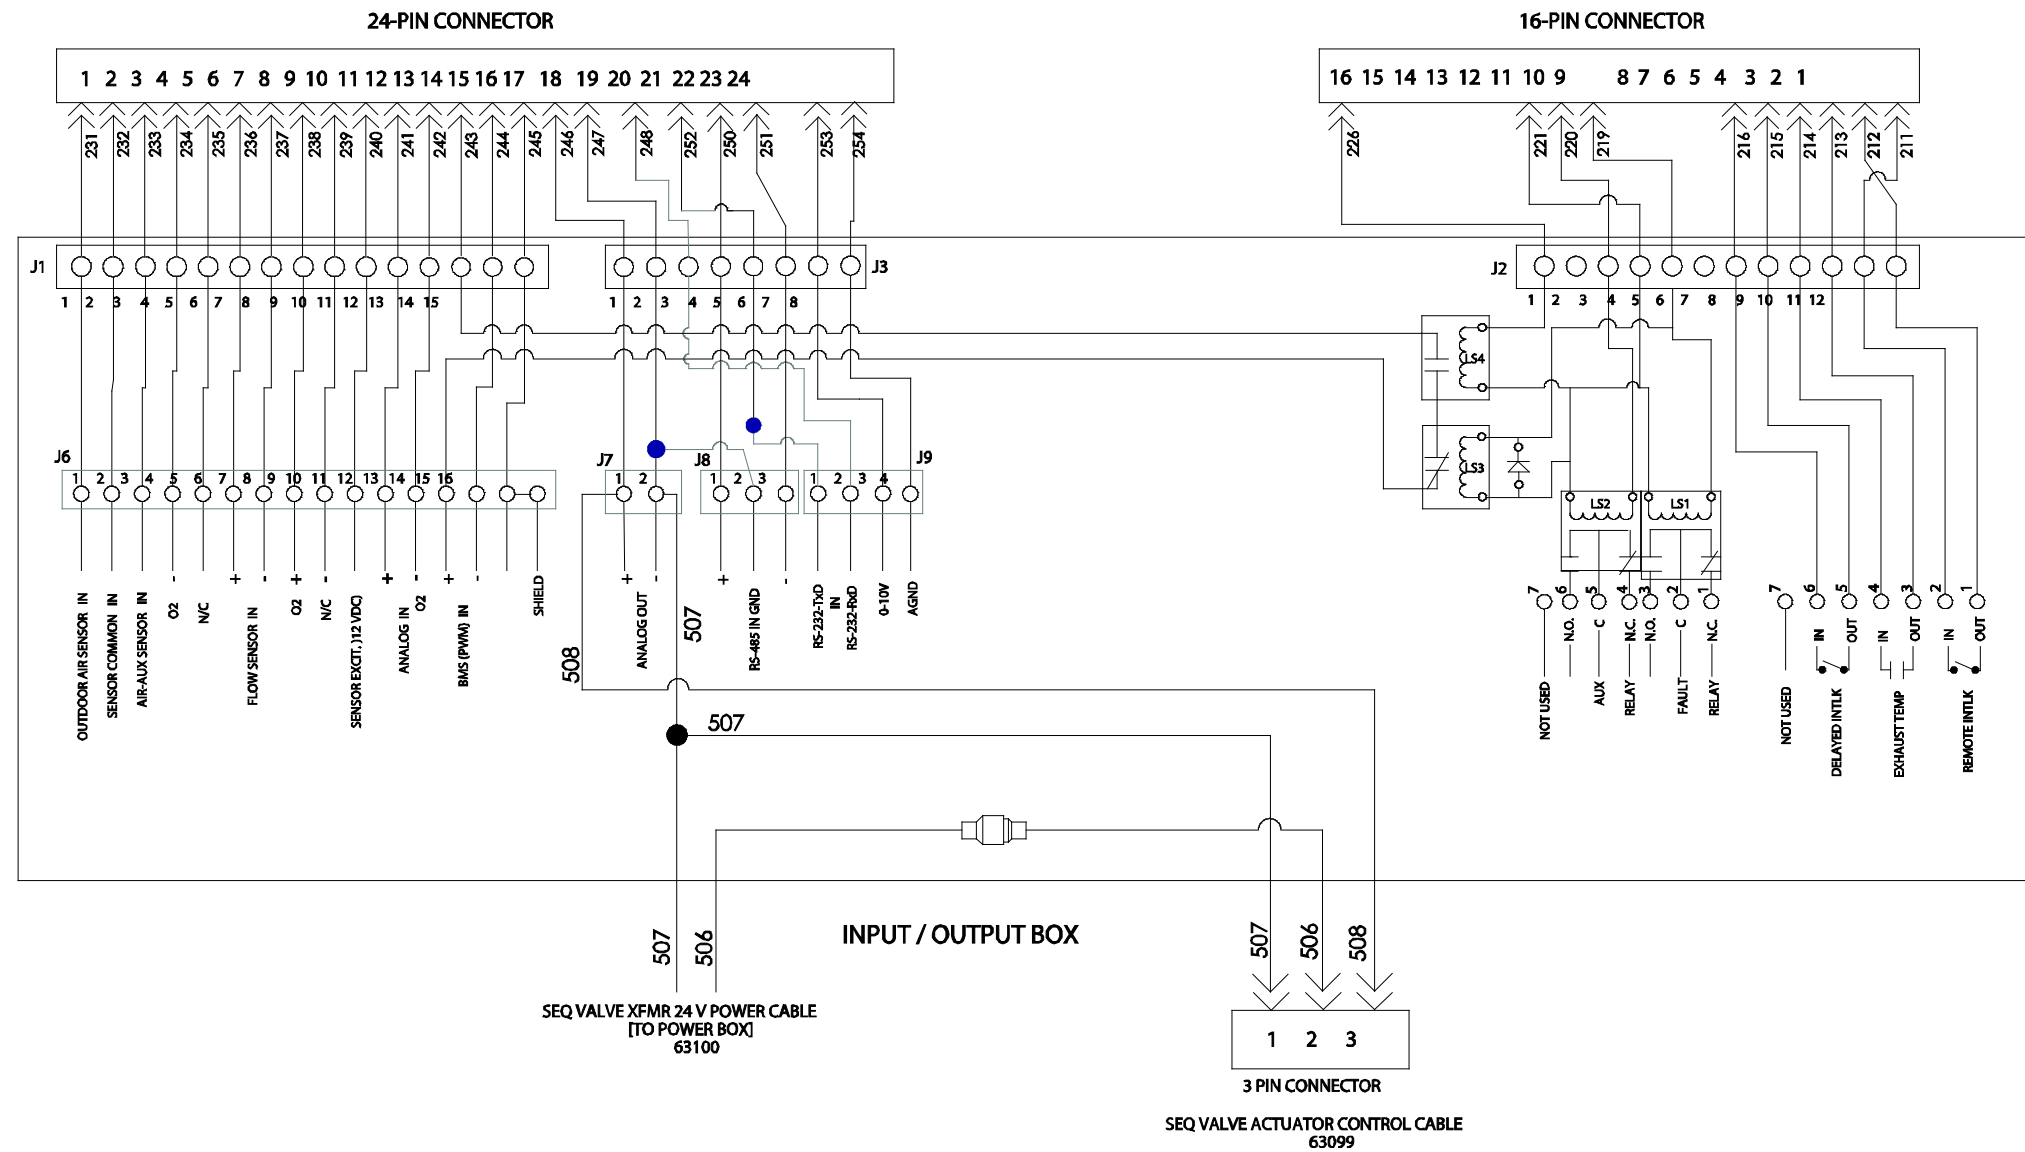 24-PIN CONNECTOR
16-PIN CONNECTOR
1 2 3 4 5 6 7 8 9 10 11 12 13 14 15 16 17 18 19 20 21 22 23 24
16 15 14 13 12 11 10 9 8 7 6 5 4 3 2 1
231 232 233 234 235 236 237 238 239 240 241 242 243 244 245 246 247 248 252 250 251 253 254
226 221 220 219 216 215 214 213 212 211
J1
J3
J2
1 2 3 4 5 6 7 8 9 10 11 12 13 14 15
1 2 3 4 5 6 7 8
1 2 3 4 5 6 7 8 9 10 11 12
LS4
LS3
LS2
LS1
J6
J7
J8
J9
1 2 3 4 5 6 7 8 9 10 11 12 13 14 15 16
1 2
1 2 3
1 2 3 4
- + - + - + - + -
+ -
+ -
OUTDOOR AIR SENSOR IN
SENSOR COMMON IN
AIR-AUX SENSOR IN
O2
N/C
FLOW SENSOR IN
O2
N/C
SENSOR EXCIT, )12 VDC)
ANALOG IN
O2
BMS (PWM) IN
SHIELD
ANALOG OUT
RS-485 IN GND
RS-232-TxD
IN
RS-232-RxD
0-10V
AGND
7 6 5 4 3 2 1
N.O.
C
N.C.
N.O.
C
N.C.
NOT USED
AUX
RELAY
FAULT
RELAY
7 6 5 4 3 2 1
IN
OUT
IN
OUT
IN
OUT
NOT USED
DELAYED INTLK
EXHAUST TEMP
REMOTE INTLK
508
507
507
507
506
INPUT / OUTPUT BOX
507
506
508
SEQ VALVE XFMR 24 V POWER CABLE
[TO POWER BOX]
63100
1 2 3
3 PIN CONNECTOR
SEQ VALVE ACTUATOR CONTROL CABLE
63099